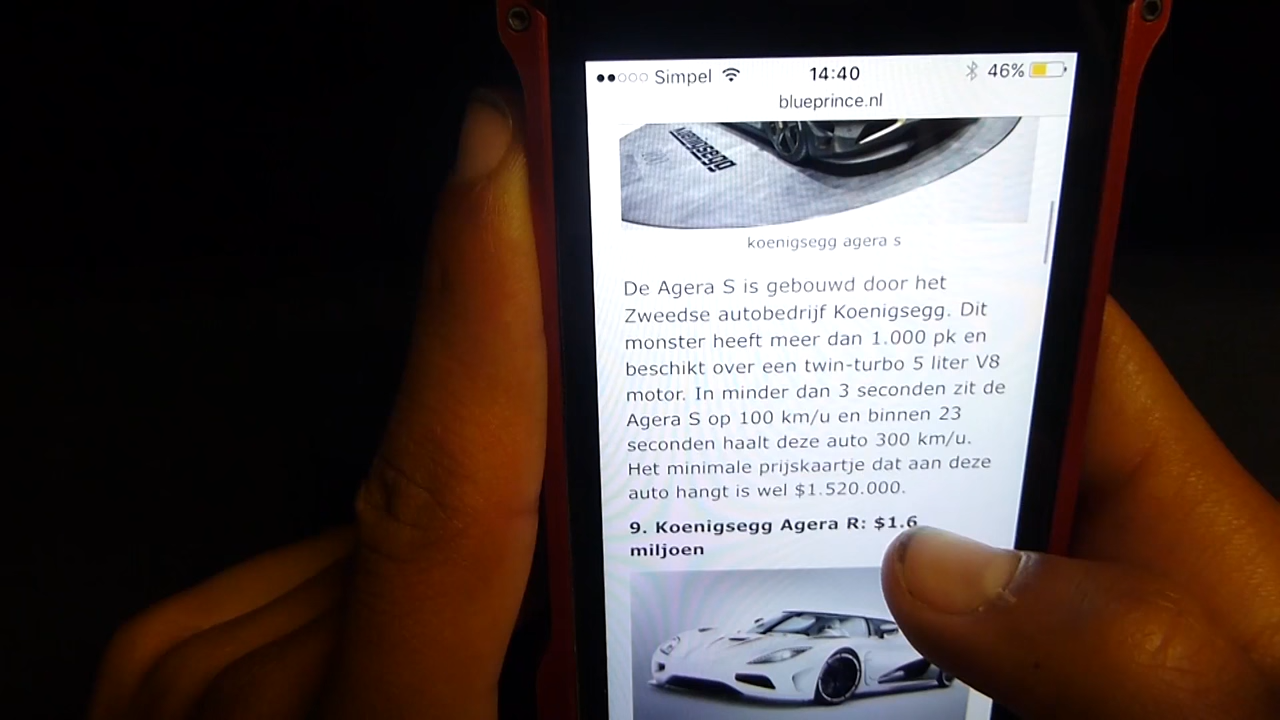 Simpel 14:40 46%
blueprince.nl
koenigsegg
koenigsegg agera s
De Agera S is gebouwd door het
Zweedse autobedrijf Koenigsegg. Dit
monster heeft meer dan 1.000 pk en
beschikt over een twin-turbo 5 liter V8
motor. In minder dan 3 seconden zit de
Agera S op 100 km/u en binnen 23
seconden haalt deze auto 300 km/u.
Het minimale prijskaartje dat aan deze
auto hangt is wel $1.520.000.
9. Koenigsegg Agera R: $1.6
miljoen